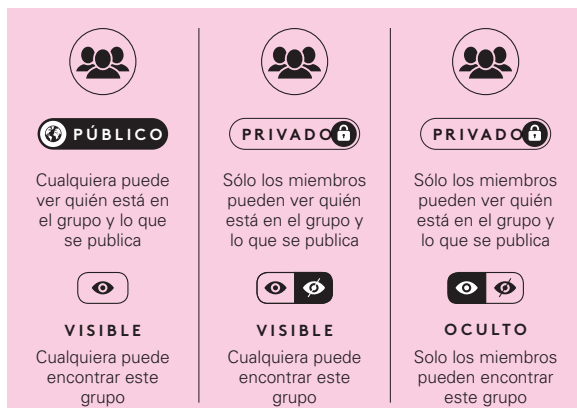 PÚBLICO
Cualquiera puede
ver quién está en
el grupo y lo que
se publica
VISIBLE
Cualquiera puede
encontrar este
grupo
PRIVADO
Sólo los miembros
pueden ver quién
está en el grupo y
lo que se publica
VISIBLE
Cualquiera puede
encontrar este
grupo
PRIVADO
Sólo los miembros
pueden ver quién
está en el grupo y
lo que se publica
OCULTO
Solo los miembros
pueden encontrar
este grupo